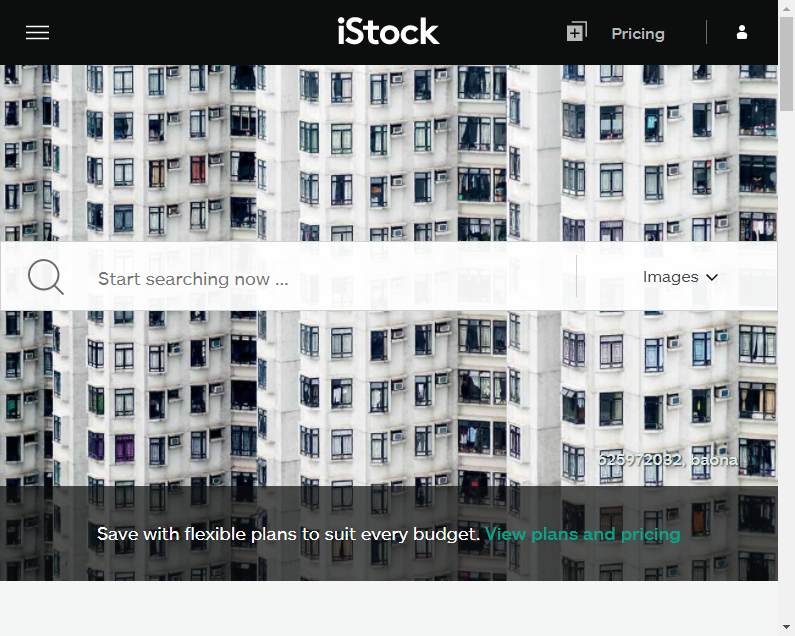 iStock
Pricing
Start searching now ...
Images
625972032, baona
Save with flexible plans to suit every budget. View plans and pricing